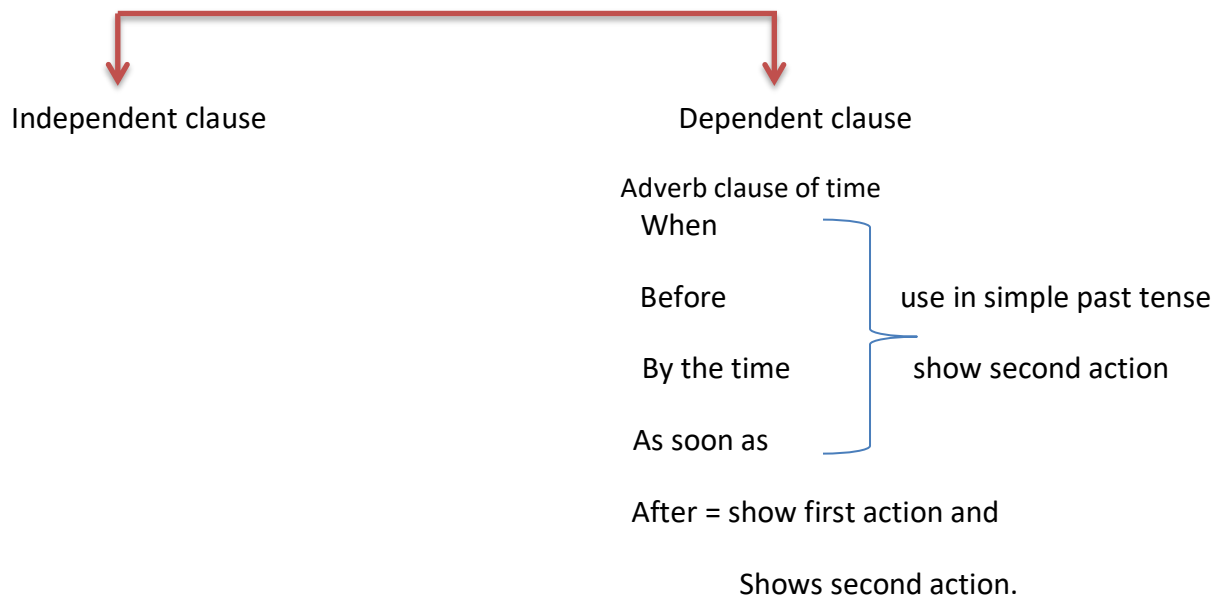 Independent clause Dependent clause
Adverb clause of time
When
Before use in simple past tense
By the time show second action
As soon as
After = show first action and
Shows second action.